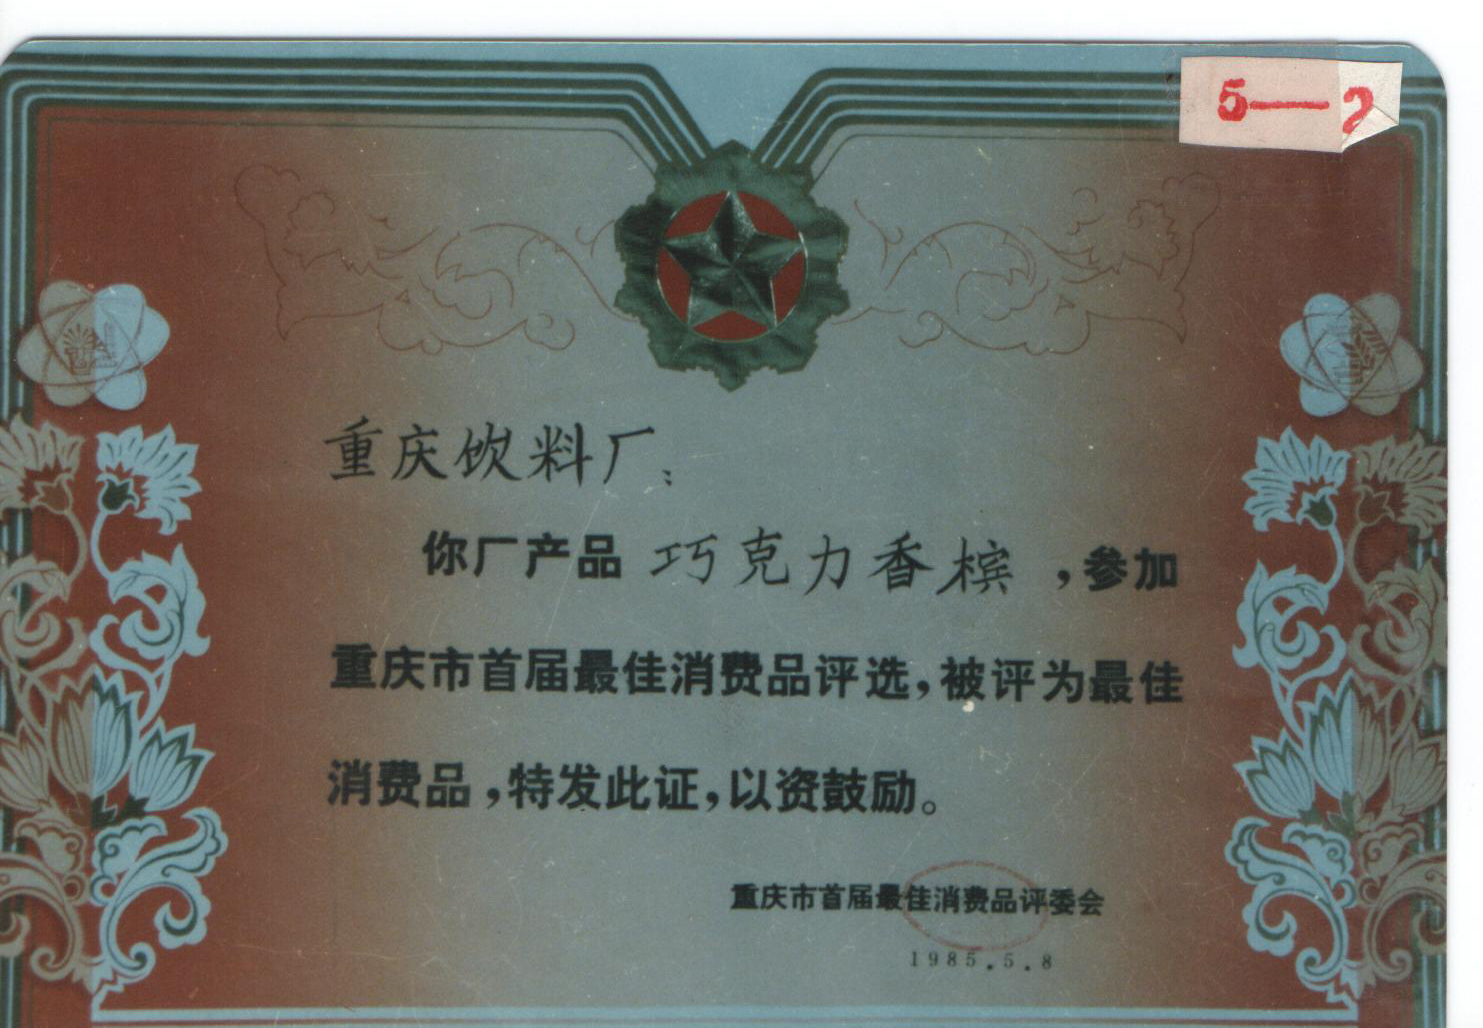 5—2
重庆饮料厂：
你厂产品 巧克力香槟，参加
重庆市首届最佳消费品评选，被评为最佳
消费品，特发此证，以资鼓励。
重庆市首届最佳消费品评委会
1985.5.8